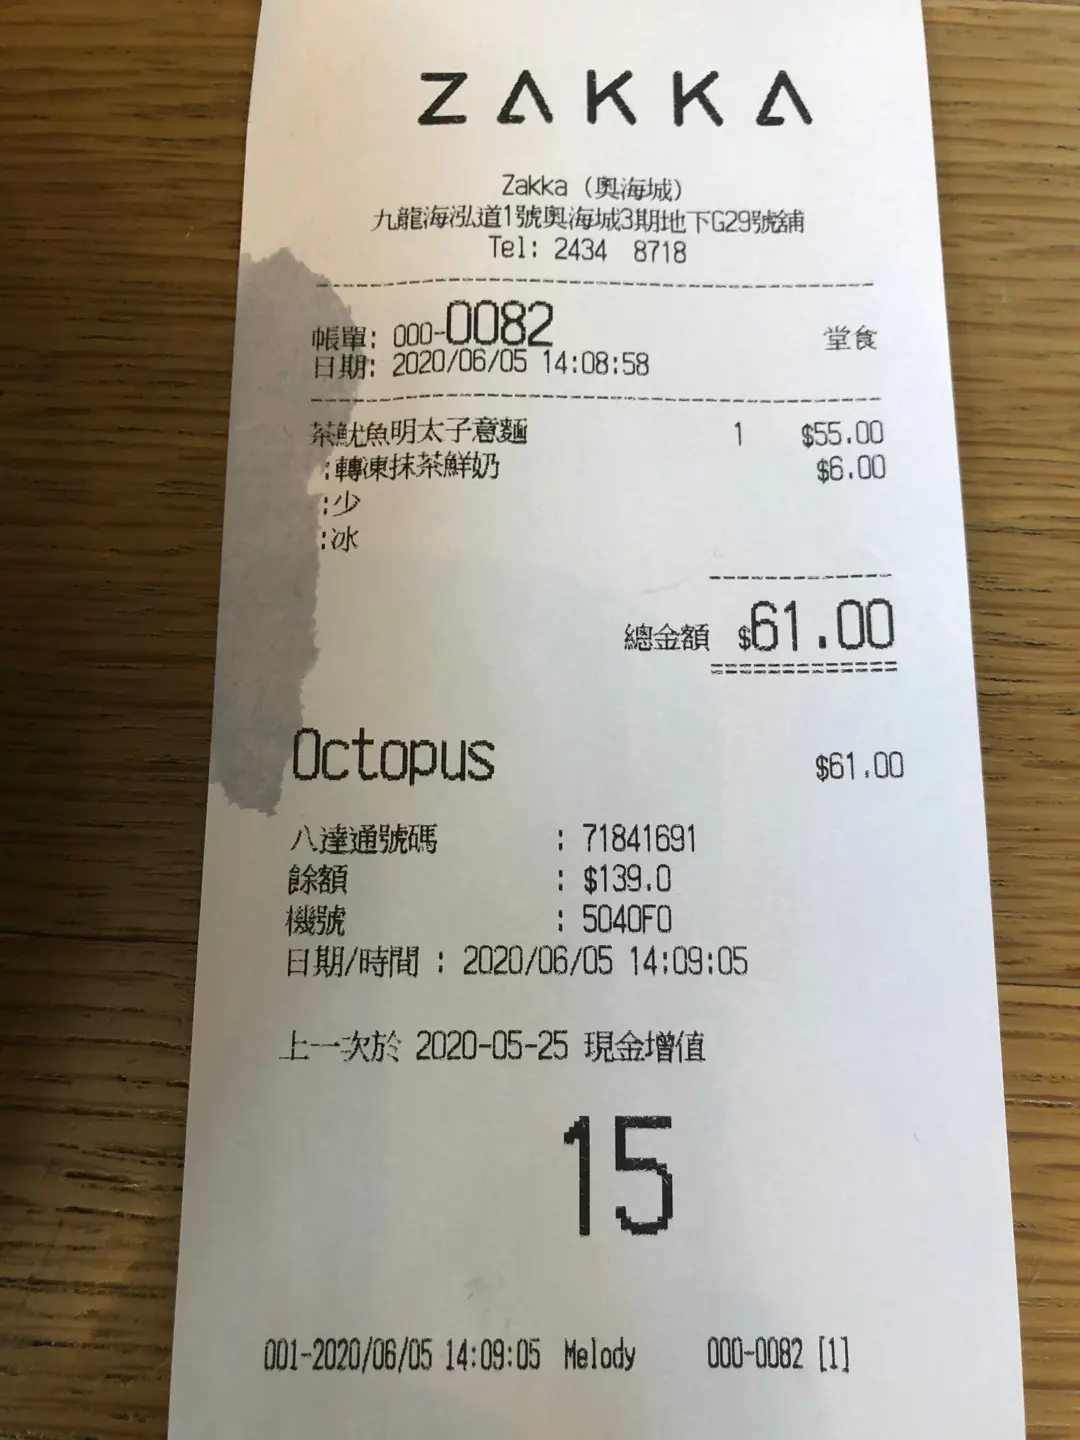 ZAKKA
Zakka (奧海城)
九龍海泓道1號奧海城3期地下G29號舖
Tel: 2434 8718
帳單: 000-0082 堂食
日期: 2020/06/05 14:08:58
茶魷魚明太子意麵 1 $55.00
:轉凍抹茶鮮奶 $6.00
:少
:冰
總金額 $61.00
Octopus $61.00
八達通號碼 : 71841691
餘額 : $139.0
機號 : 5040F0
日期/時間 : 2020/06/05 14:09:05
上一次於 2020-05-25 現金增值
15
001-2020/06/05 14:09:05 Melody 000-0082 [1]